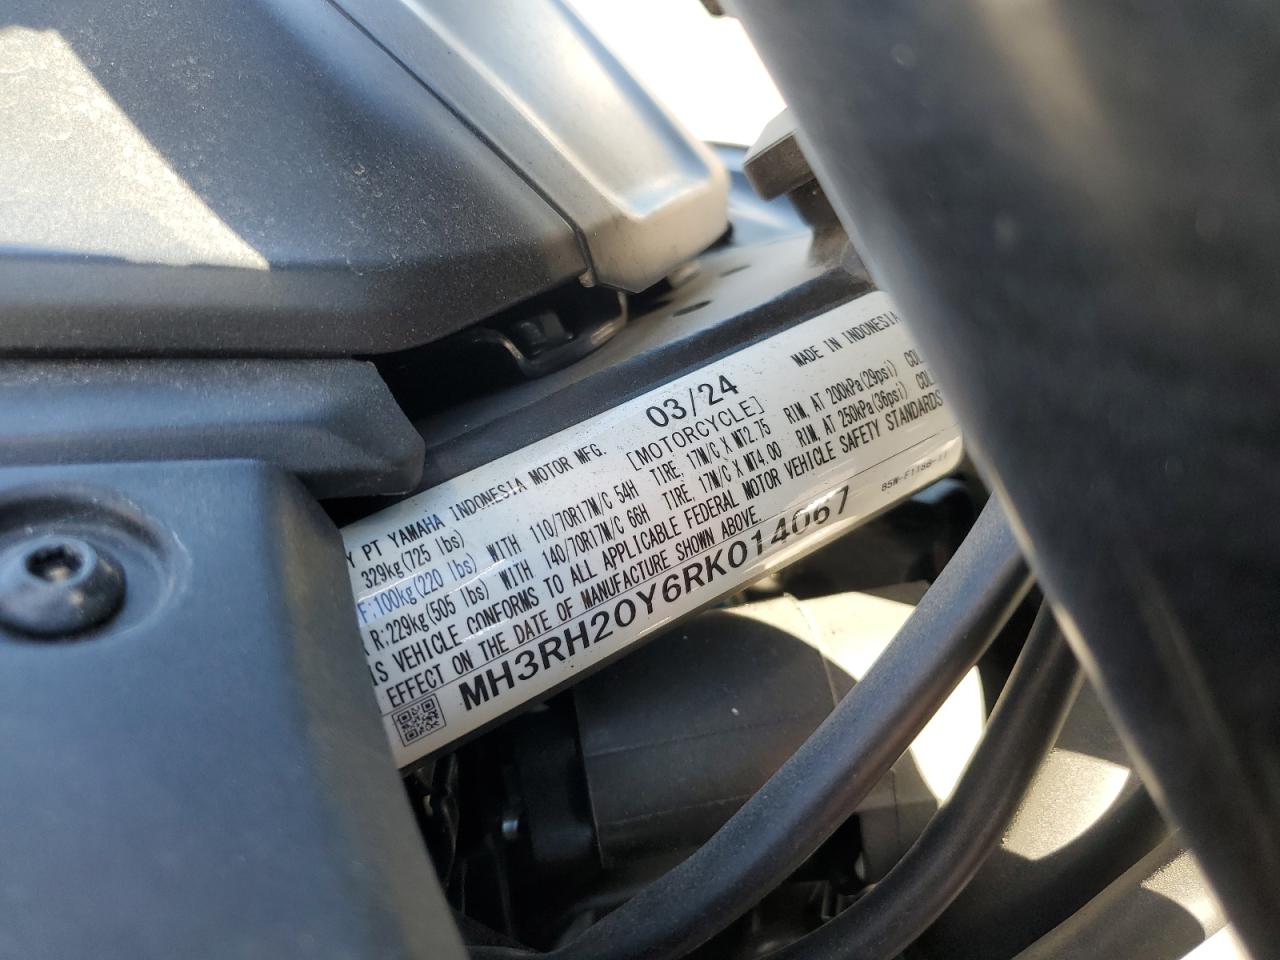 Y PT YAMAHA INDONESIA MOTOR MFG. 03/24 MADE IN INDONESIA
329kg(725 lbs) [MOTORCYCLE]
F:100kg(220 lbs) WITH 110/70R17M/C 54H TIRE, 17M/C X MT2.75 RIM, AT 200kPa(29psi) COL
R:229kg(505 lbs) WITH 140/70R17M/C 66H TIRE, 17M/C X MT4.00 RIM, AT 250kPa(36psi) COL
IS VEHICLE CONFORMS TO ALL APPLICABLE FEDERAL MOTOR VEHICLE SAFETY STANDARDS
EFFECT ON THE DATE OF MANUFACTURE SHOWN ABOVE.
MH3RH20Y6RK014067